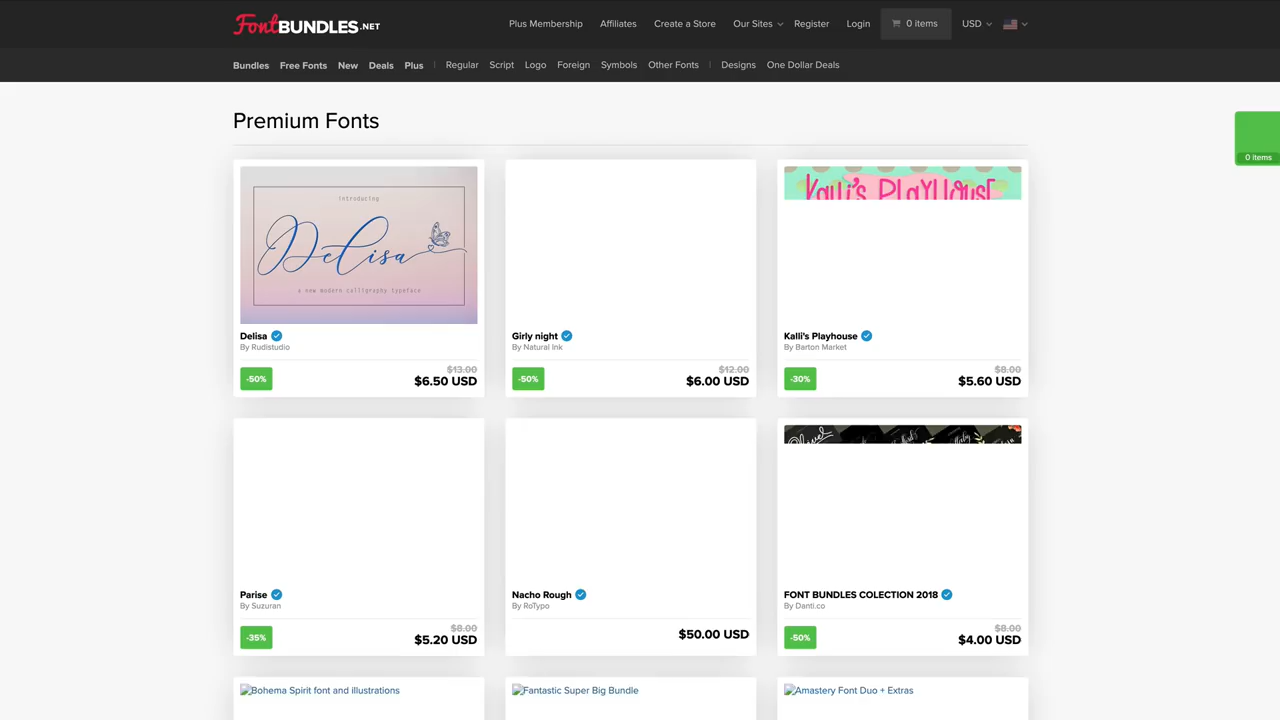 FontBUNDLES.NET
Plus Membership Affiliates Create a Store Our Sites Register Login 0 items USD
Bundles Free Fonts New Deals Plus Regular Script Logo Foreign Symbols Other Fonts Designs One Dollar Deals
Premium Fonts
0 items
introducing
Delisa
a new modern calligraphy typeface
Kalli's Playhouse
Delisa
By Rudistudio
-50%
$13.00
$6.50 USD
Girly night
By Natural Ink
-50%
$12.00
$6.00 USD
Kalli's Playhouse
By Barton Market
-30%
$8.00
$5.60 USD
Parise
By Suzuran
-35%
$8.00
$5.20 USD
Nacho Rough
By RoTypo
$50.00 USD
FONT BUNDLES COLECTION 2018
By Danti.co
-50%
$8.00
$4.00 USD
Bohema Spirit font and illustrations
Fantastic Super Big Bundle
Amastery Font Duo + Extras